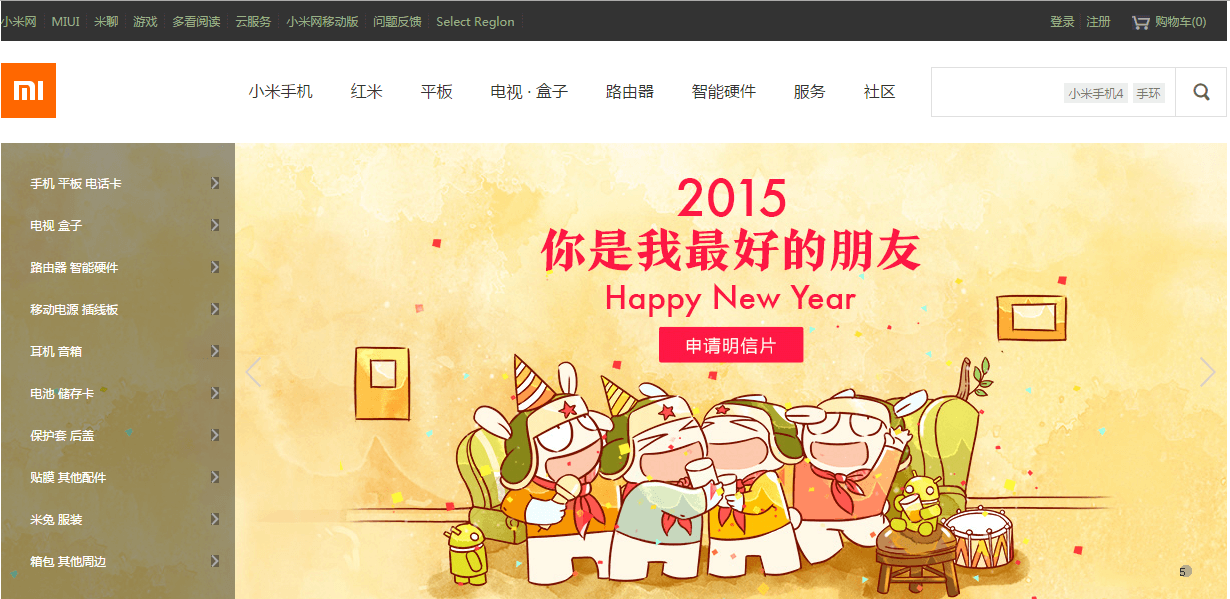 小米网 MIUI 米聊 游戏 多看阅读 云服务 小米网移动版 问题反馈 Select Reglon 登录 注册 购物车(0)
小米手机 红米 平板 电视 · 盒子 路由器 智能硬件 服务 社区 小米手机4 手环
手机 平板 电话卡
电视 盒子
路由器 智能硬件
移动电源 插线板
耳机 音箱
电池 储存卡
保护套 后盖
贴膜 其他配件
米兔 服装
箱包 其他周边
2015
你是我最好的朋友
Happy New Year
申请明信片
5